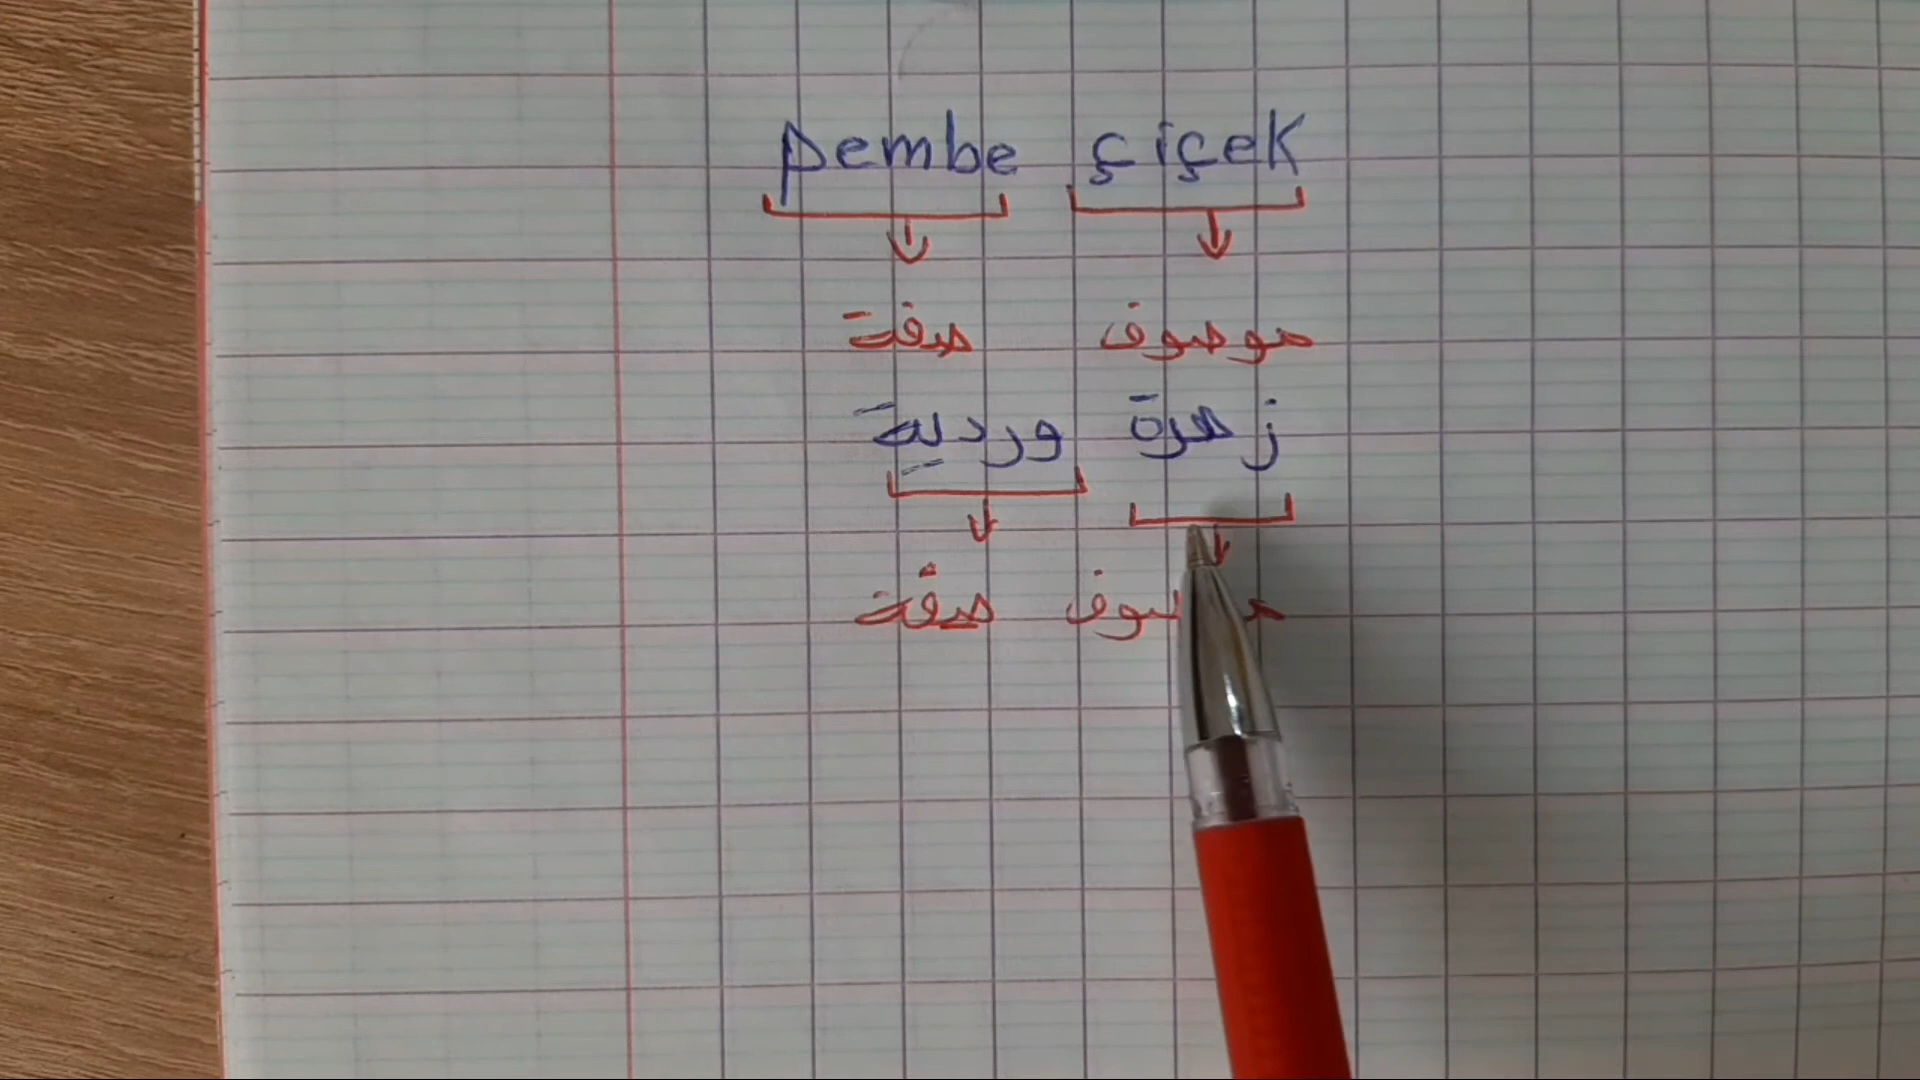 pembe çiçek
موصوف صفة
زهرة وردية
صفة